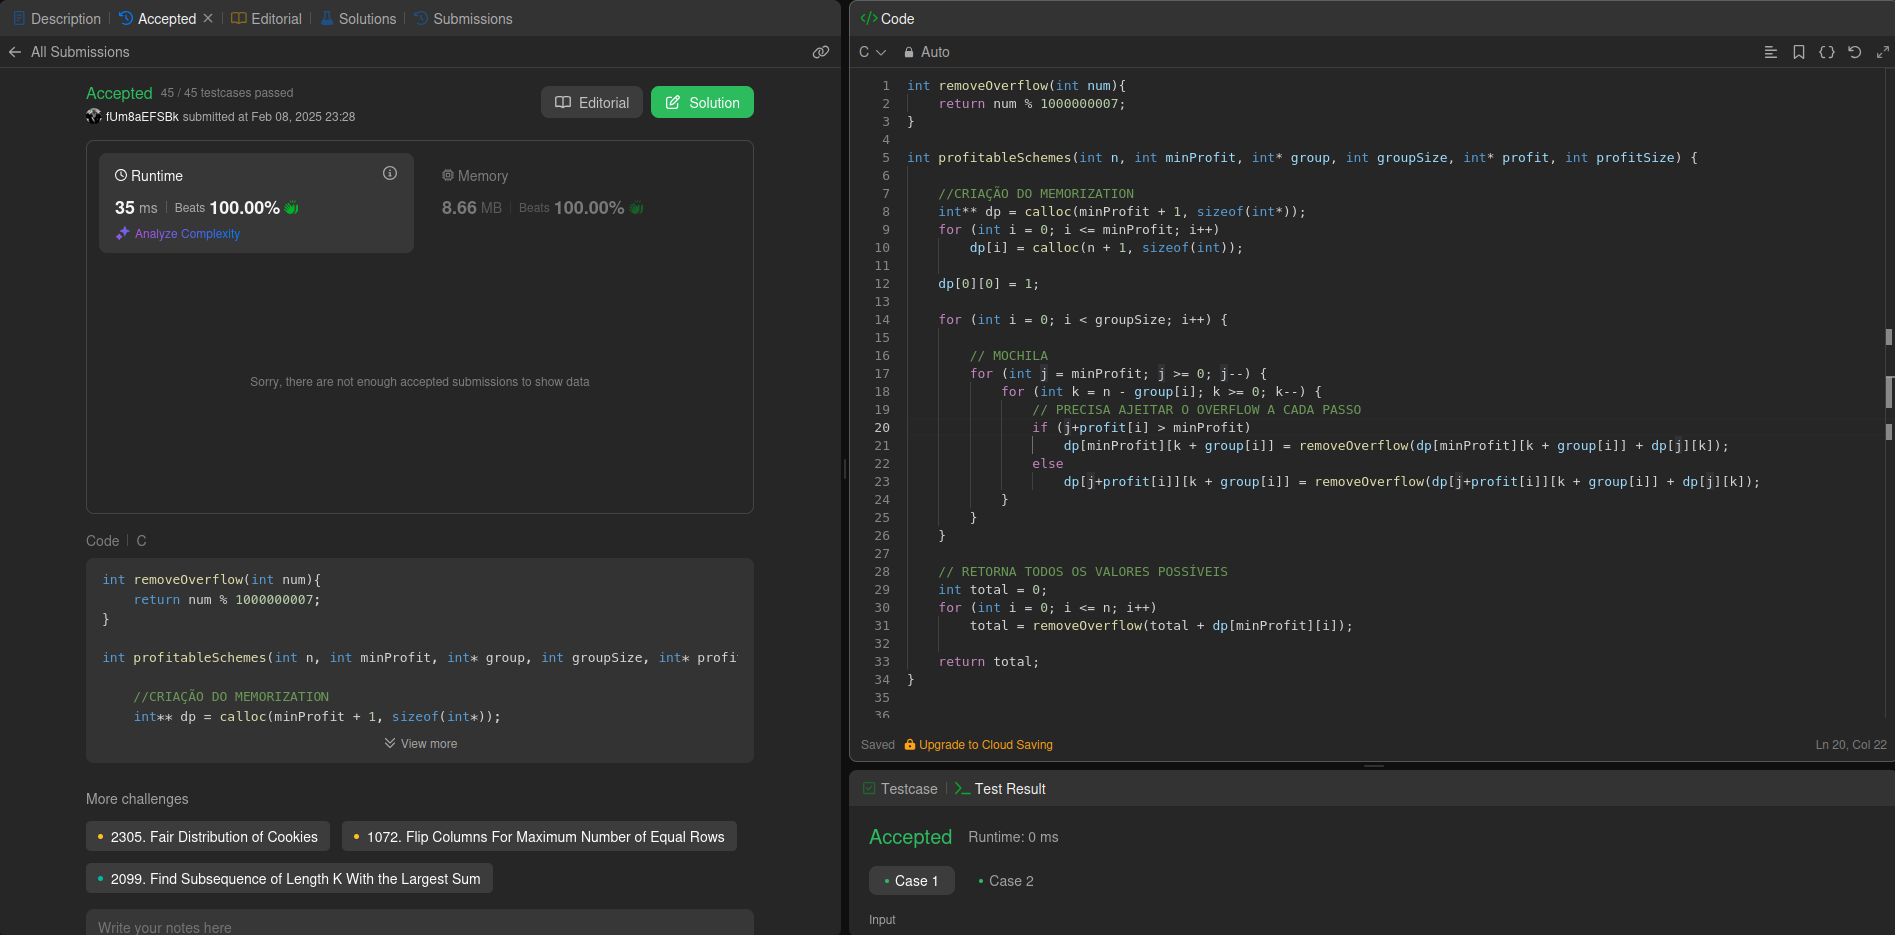 Description
Accepted
Editorial
Solutions
Submissions
All Submissions
Accepted 45 / 45 testcases passed
fUm8aEFSBk submitted at Feb 08, 2025 23:28
Editorial
Solution
Runtime
35 ms Beats 100.00%
Analyze Complexity
Memory
8.66 MB Beats 100.00%
Sorry, there are not enough accepted submissions to show data
Code C
int removeOverflow(int num){
    return num % 1000000007;
}
int profitableSchemes(int n, int minProfit, int* group, int groupSize, int* profi
    //CRIAÇÃO DO MEMORIZATION
    int** dp = calloc(minProfit + 1, sizeof(int*));
View more
More challenges
2305. Fair Distribution of Cookies
1072. Flip Columns For Maximum Number of Equal Rows
2099. Find Subsequence of Length K With the Largest Sum
Write your notes here
</> Code
C Auto
1 int removeOverflow(int num){
2     return num % 1000000007;
3 }
4
5 int profitableSchemes(int n, int minProfit, int* group, int groupSize, int* profit, int profitSize) {
6
7     //CRIAÇÃO DO MEMORIZATION
8     int** dp = calloc(minProfit + 1, sizeof(int*));
9     for (int i = 0; i <= minProfit; i++)
10         dp[i] = calloc(n + 1, sizeof(int));
11
12     dp[0][0] = 1;
13
14     for (int i = 0; i < groupSize; i++) {
15
16         // MOCHILA
17         for (int j = minProfit; j >= 0; j--) {
18             for (int k = n - group[i]; k >= 0; k--) {
19                 // PRECISA AJEITAR O OVERFLOW A CADA PASSO
20                 if (j+profit[i] > minProfit)
21                     dp[minProfit][k + group[i]] = removeOverflow(dp[minProfit][k + group[i]] + dp[j][k]);
22                 else
23                     dp[j+profit[i]][k + group[i]] = removeOverflow(dp[j+profit[i]][k + group[i]] + dp[j][k]);
24             }
25         }
26     }
27
28     // RETORNA TODOS OS VALORES POSSÍVEIS
29     int total = 0;
30     for (int i = 0; i <= n; i++)
31         total = removeOverflow(total + dp[minProfit][i]);
32
33     return total;
34 }
35
36
Saved Upgrade to Cloud Saving
Ln 20, Col 22
Testcase
Test Result
Accepted Runtime: 0 ms
Case 1
Case 2
Input